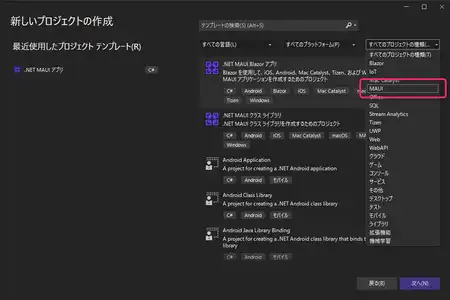 新しいプロジェクトの作成
最近使用したプロジェクト テンプレート(R)
.NET MAUI アプリ
C#
テンプレートの検索(S) (Alt+S)
すべての言語(L)
すべてのプラットフォーム(P)
すべてのプロジェクトの種類(...
.NET MAUI Blazor アプリ
Blazor を使用して、iOS、Android、Mac Catalyst、Tizen、および W
MAUI アプリケーションを作成するためのプロジェクト
C#
Android
Blazor
iOS
Mac Catalyst
Tizen
Windows
.NET MAUI クラス ライブラリ
.NET MAUI クラス ライブラリを作成するためのプロジェクト
C#
Android
iOS
Mac Catalyst
macOS
MAUI
Windows
Android Application
A project for creating a .NET Android application
C#
Android
モバイル
Android Class Library
A project for creating a .NET Android class library
C#
Android
モバイル
Android Java Library Binding
A project for creating a .NET Android class library that binds t
C#
Android
モバイル
すべてのプロジェクトの種類(T)
Blazor
IoT
Mac Catalyst
MAUI
Office
SQL
Stream Analytics
Tizen
UWP
Web
WebAPI
クラウド
ゲーム
コンソール
サービス
その他
デスクトップ
テスト
モバイル
ライブラリ
拡張機能
機械学習
戻る(B)
次へ(N)